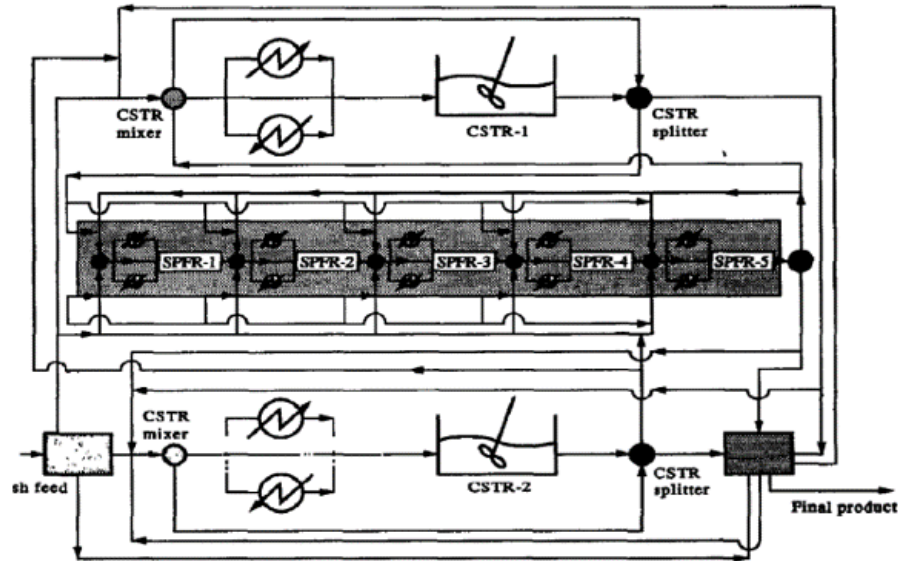 CSTR
mixer
CSTR-1
CSTR
splitter
SPFR-1
SPFR-2
SPFR-3
SPFR-4
SPFR-5
CSTR
mixer
sh feed
CSTR-2
CSTR
splitter
Final product